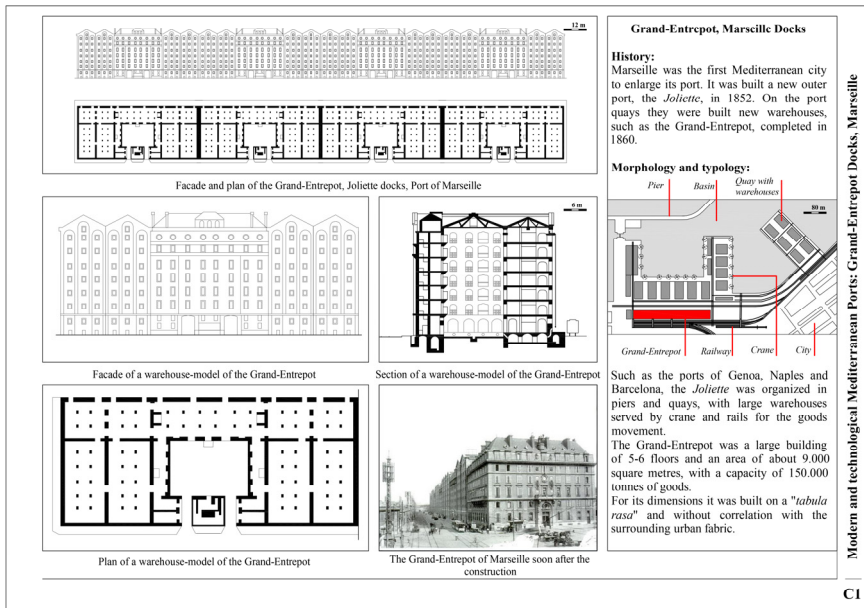 12 m
Facade and plan of the Grand-Entrepot, Joliette docks, Port of Marseille
Facade of a warehouse-model of the Grand-Entrepot
6 m
Section of a warehouse-model of the Grand-Entrepot
Plan of a warehouse-model of the Grand-Entrepot
The Grand-Entrepot of Marseille soon after the
construction
Grand-Entrepot, Marseille Docks
History:
Marseille was the first Mediterranean city
to enlarge its port. It was built a new outer
port, the Joliette, in 1852. On the port
quays they were built new warehouses,
such as the Grand-Entrepot, completed in
1860.
Morphology and typology:
Pier
Basin
Quay with
warehouses
80 m
Grand-Entrepot
Railway
Crane
City
Such as the ports of Genoa, Naples and
Barcelona, the Joliette was organized in
piers and quays, with large warehouses
served by crane and rails for the goods
movement.
The Grand-Entrepot was a large building
of 5-6 floors and an area of about 9.000
square metres, with a capacity of 150.000
tonnes of goods.
For its dimensions it was built on a "tabula
rasa" and without correlation with the
surrounding urban fabric.
Modern and technological Mediterranean Ports: Grand-Entrepot Docks, Marseille
C1